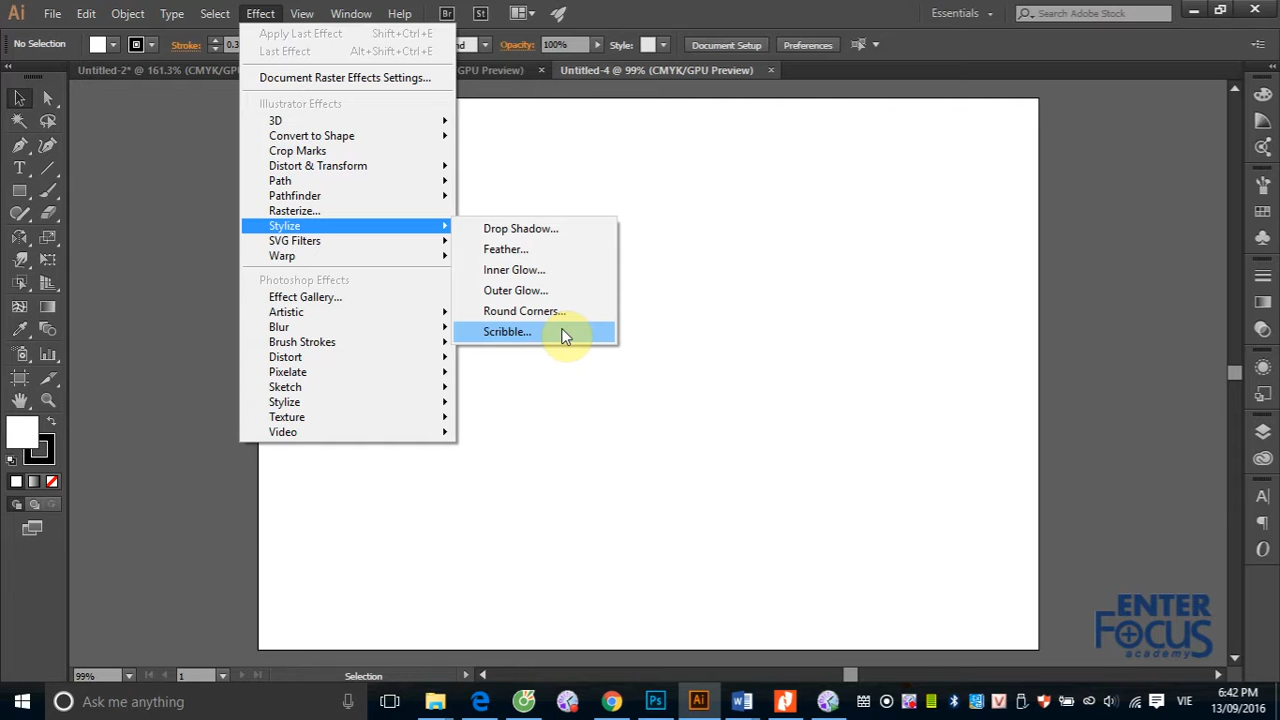 Ai File Edit Object Type Select Effect View Window Help Br St Essentials Search Adobe Stock
No Selection Stroke: 0.3 Opacity: 100% Style: Document Setup Preferences
Untitled-2* @ 161.3% (CMYK/G GPU Preview) × Untitled-4 @ 99% (CMYK/GPU Preview) ×
Apply Last Effect Shift+Ctrl+E
Last Effect Alt+Shift+Ctrl+E
Document Raster Effects Settings...
Illustrator Effects
3D
Convert to Shape
Crop Marks
Distort & Transform
Path
Pathfinder
Rasterize...
Stylize
SVG Filters
Warp
Drop Shadow...
Feather...
Inner Glow...
Outer Glow...
Round Corners...
Scribble...
Photoshop Effects
Effect Gallery...
Artistic
Blur
Brush Strokes
Distort
Pixelate
Sketch
Stylize
Texture
Video
ENTER
FOCUS
academy
99% 1 Selection
Ask me anything Ps Ai VIE
6:42 PM
13/09/2016